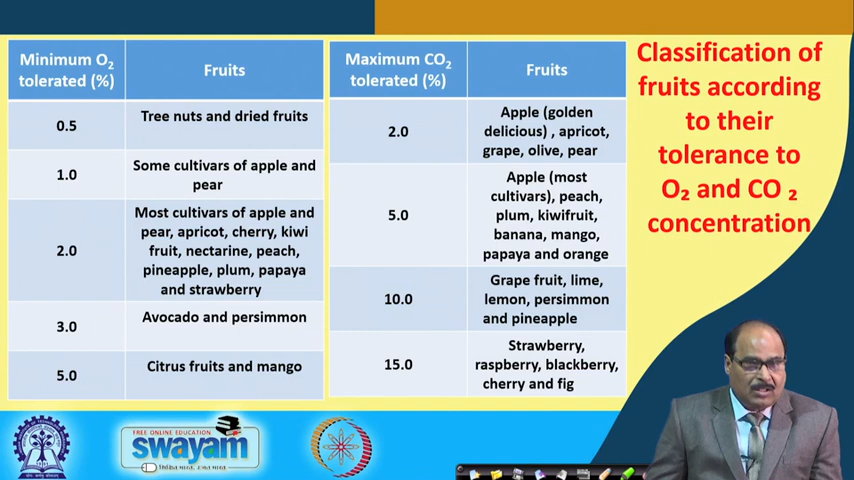 Classification of
fruits according
to their
tolerance to
O₂ and CO ₂
concentration
Minimum O₂
tolerated (%)
Fruits
0.5
Tree nuts and dried fruits
1.0
Some cultivars of apple and
pear
2.0
Most cultivars of apple and
pear, apricot, cherry, kiwi
fruit, nectarine, peach,
pineapple, plum, papaya
and strawberry
3.0
Avocado and persimmon
5.0
Citrus fruits and mango
Maximum CO₂
tolerated (%)
Fruits
2.0
Apple (golden
delicious) , apricot,
grape, olive, pear
5.0
Apple (most
cultivars), peach,
plum, kiwifruit,
banana, mango,
papaya and orange
10.0
Grape fruit, lime,
lemon, persimmon
and pineapple
15.0
Strawberry,
raspberry, blackberry,
cherry and fig
FREE ONLINE EDUCATION
swayam